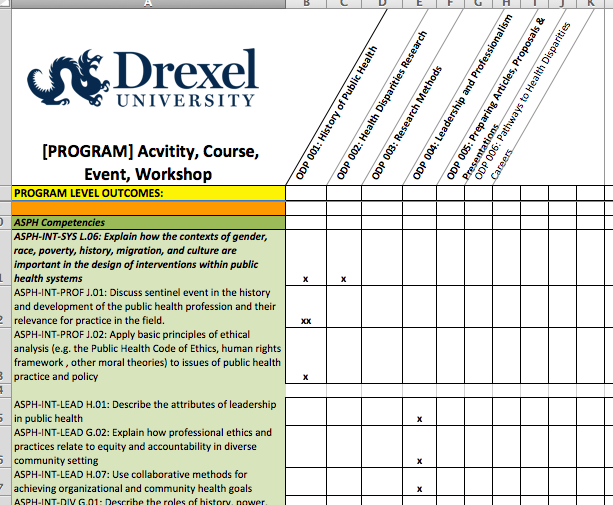 A B C D E F G H I J K
Drexel
UNIVERSITY
[PROGRAM] Acvitity, Course,
Event, Workshop
ODP 001: History of Public Health
ODP 002: Health Disparities Research
ODP 003: Research Methods
ODP 004: Leadership and Professionalism
ODP 005: Preparing Articles, Proposals &
Presentations
ODP 006: Pathways to Health Disparities
Careers
PROGRAM LEVEL OUTCOMES:
ASPH Competencies
ASPH-INT-SYS L.06: Explain how the contexts of gender,
race, poverty, history, migration, and culture are
important in the design of interventions within public
health systems x x
ASPH-INT-PROF J.01: Discuss sentinel event in the history
and development of the public health profession and their
relevance for practice in the field. xx
ASPH-INT-PROF J.02: Apply basic principles of ethical
analysis (e.g. the Public Health Code of Ethics, human rights
framework , other moral theories) to issues of public health
practice and policy x
ASPH-INT-LEAD H.01: Describe the attributes of leadership
in public health x
ASPH-INT-LEAD G.02: Explain how professional ethics and
practices relate to equity and accountability in diverse
community setting x
ASPH-INT-LEAD H.07: Use collaborative methods for
achieving organizational and community health goals x
ASPH-INT-DIV G.01: Describe the roles of history, power,